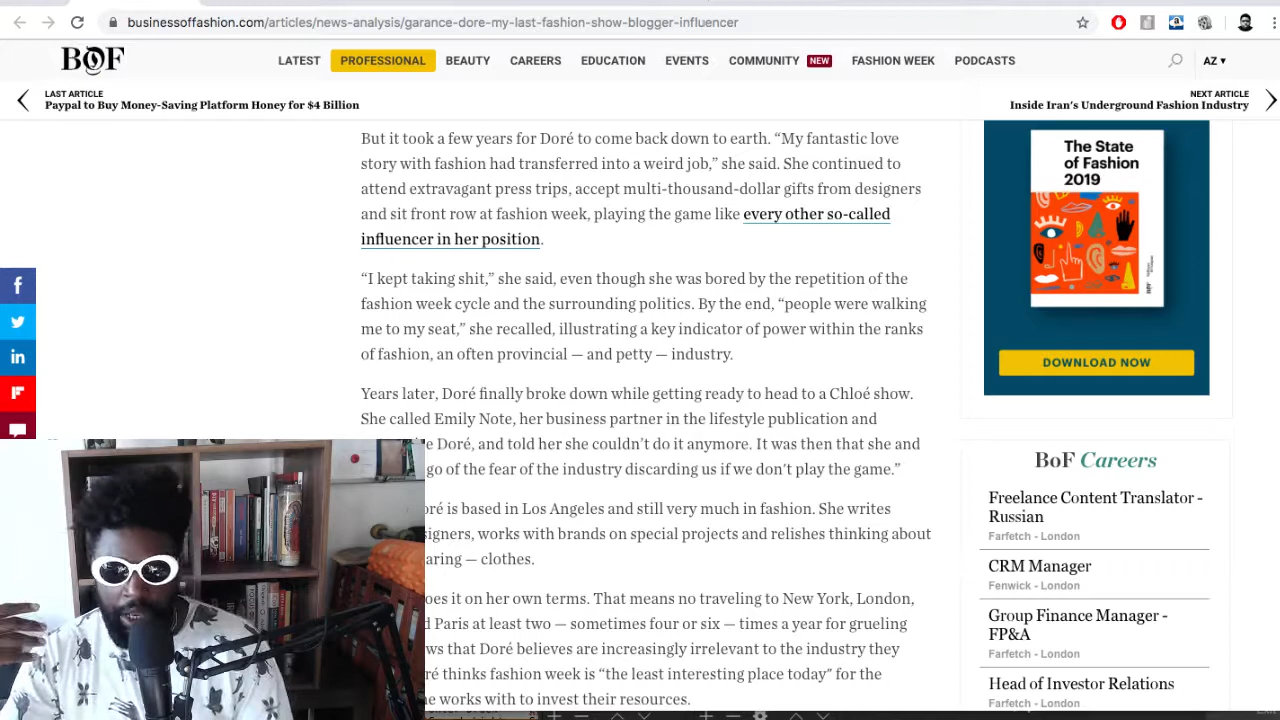 businessoffashion.com/articles/news-analysis/garance-dore-my-last-fashion-show-blogger-influencer
BOF
LATEST
PROFESSIONAL
BEAUTY
CAREERS
EDUCATION
EVENTS
COMMUNITY NEW
FASHION WEEK
PODCASTS
AZ ▾
LAST ARTICLE
Paypal to Buy Money-Saving Platform Honey for $4 Billion
NEXT ARTICLE
Inside Iran's Underground Fashion Industry
But it took a few years for Doré to come back down to earth. “My fantastic love
story with fashion had transferred into a weird job,” she said. She continued to
attend extravagant press trips, accept multi-thousand-dollar gifts from designers
and sit front row at fashion week, playing the game like every other so-called
influencer in her position.
“I kept taking shit,” she said, even though she was bored by the repetition of the
fashion week cycle and the surrounding politics. By the end, “people were walking
me to my seat,” she recalled, illustrating a key indicator of power within the ranks
of fashion, an often provincial — and petty — industry.
Years later, Doré finally broke down while getting ready to head to a Chloé show.
She called Emily Note, her business partner in the lifestyle publication and
e Doré, and told her she couldn’t do it anymore. It was then that she and
go of the fear of the industry discarding us if we don’t play the game.”
oré is based in Los Angeles and still very much in fashion. She writes
signers, works with brands on special projects and relishes thinking about
aring — clothes.
oes it on her own terms. That means no traveling to New York, London,
d Paris at least two — sometimes four or six — times a year for grueling
ws that Doré believes are increasingly irrelevant to the industry they
ré thinks fashion week is “the least interesting place today” for the
e works with to invest their resources.
The State
of Fashion
2019
DOWNLOAD NOW
BoF Careers
Freelance Content Translator -
Russian
Farfetch - London
CRM Manager
Fenwick - London
Group Finance Manager -
FP&A
Farfetch - London
Head of Investor Relations
Farfetch - London